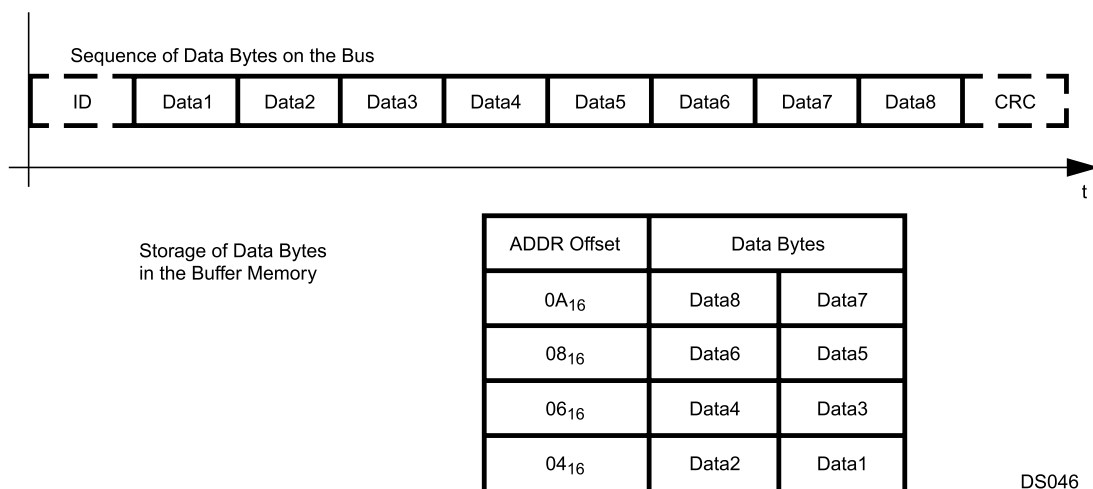 Sequence of Data Bytes on the Bus
ID Data1 Data2 Data3 Data4 Data5 Data6 Data7 Data8 CRC
t
Storage of Data Bytes
in the Buffer Memory
ADDR Offset Data Bytes
0A16 Data8 Data7
0816 Data6 Data5
0616 Data4 Data3
0416 Data2 Data1
DS046